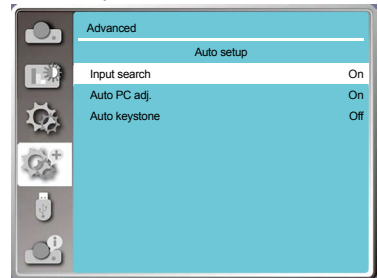 Advanced
Auto setup
Input search On
Auto PC adj. On
Auto keystone Off